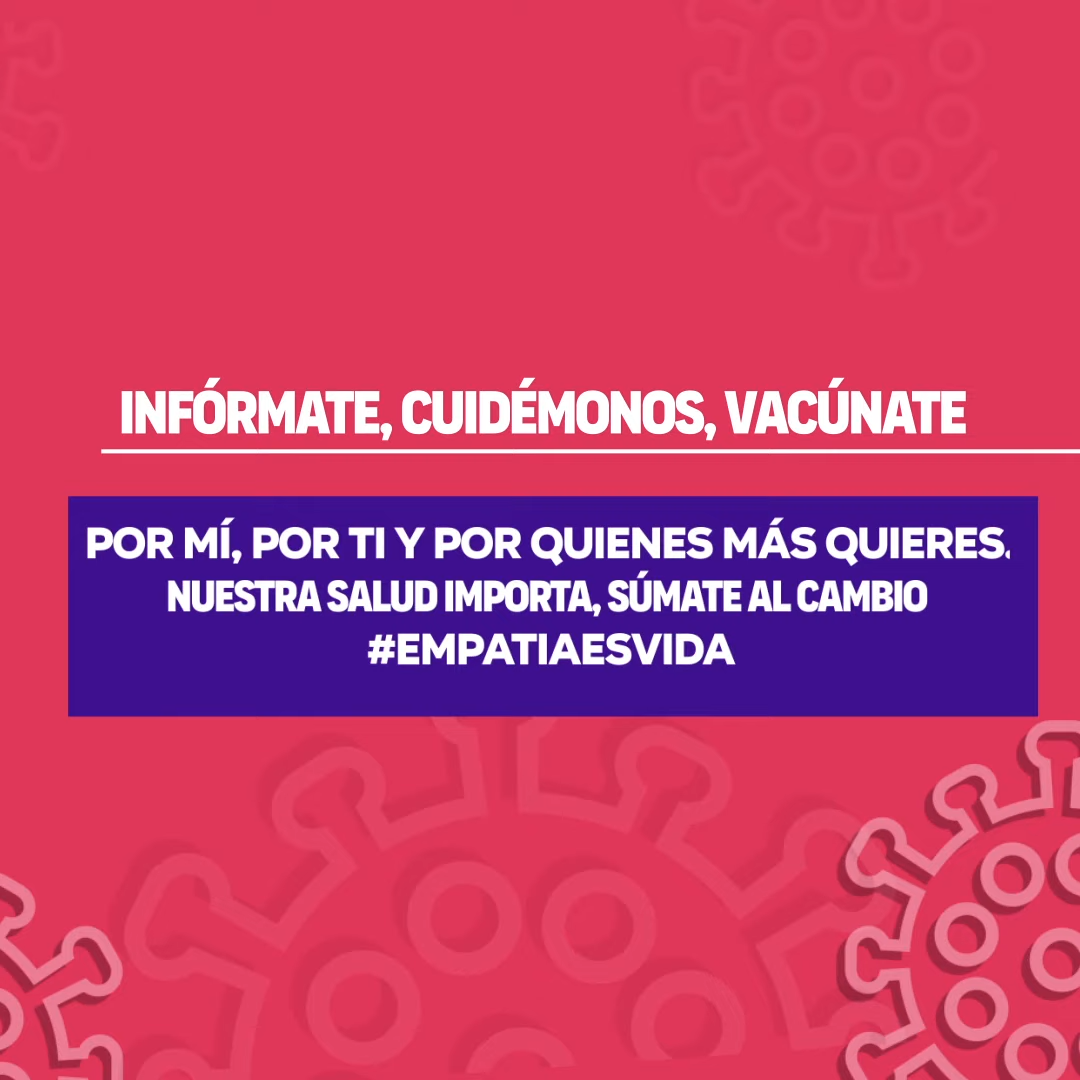 INFÓRMATE, CUIDÉMONOS, VACÚNATE
POR MÍ, POR TI Y POR QUIENES MÁS QUIERES.
NUESTRA SALUD IMPORTA, SÚMATE AL CAMBIO
#EMPATIAESVIDA